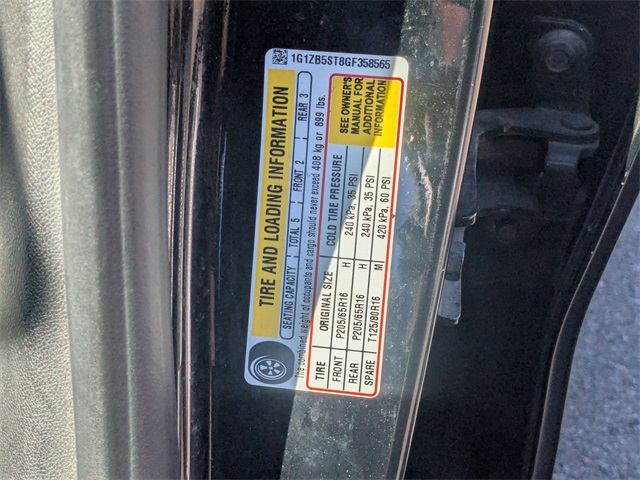 1G1ZB5ST8GF358565
TIRE AND LOADING INFORMATION
SEATING CAPACITY | TOTAL 5 | FRONT 2 | REAR 3
The combined weight of occupants and cargo should never exceed 408 kg or 899 lbs.
TIRE ORIGINAL SIZE COLD TIRE PRESSURE
FRONT P205/65R16 H 240 kPa, 35 PSI
REAR P205/65R16 H 240 kPa, 35 PSI
SPARE T125/80R16 M 420 kPa, 60 PSI
SEE OWNER'S
MANUAL FOR
ADDITIONAL
INFORMATION